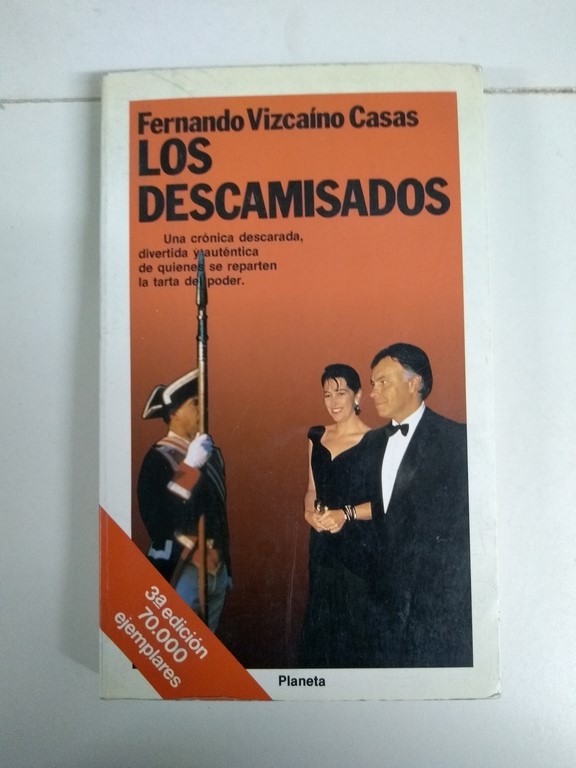 Fernando Vizcaíno Casas
LOS
DESCAMISADOS
Una crónica descarada,
divertida y auténtica
de quienes se reparten
la tarta del poder.
3ª edición
70.000
ejemplares
Planeta